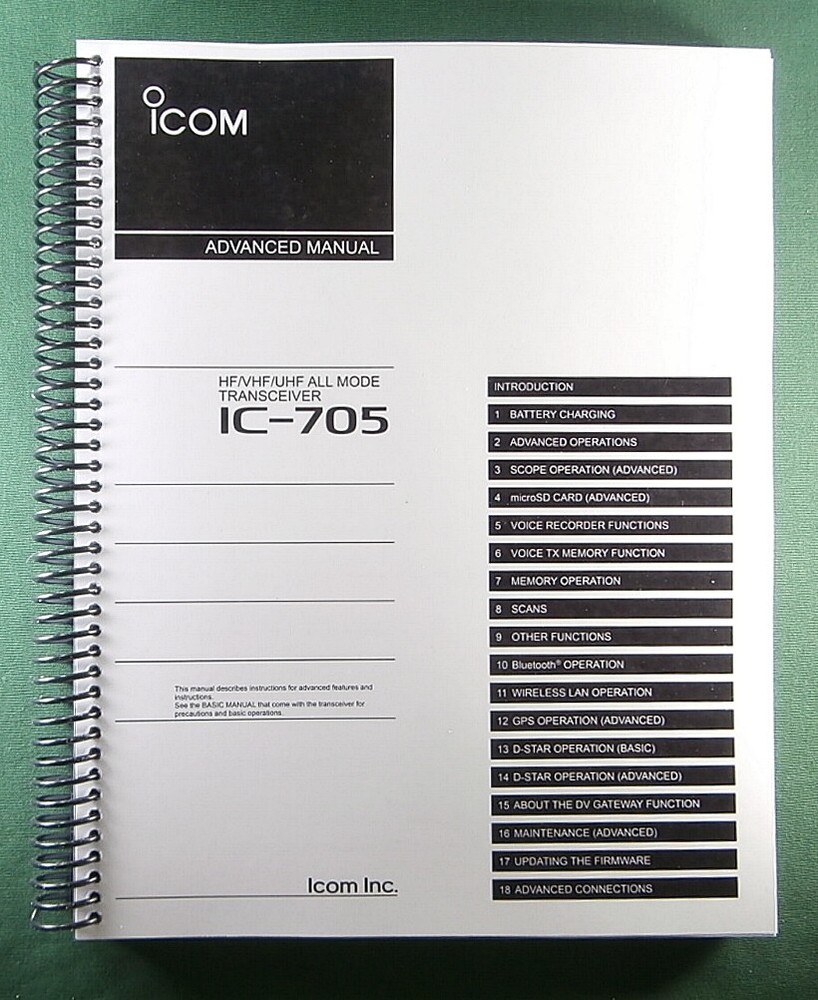 ICOM
ADVANCED MANUAL
HF/VHF/UHF ALL MODE
TRANSCEIVER
IC-705
This manual describes instructions for advanced features and
instructions.
See the BASIC MANUAL that come with the transceiver for
precautions and basic operations.
Icom Inc.
INTRODUCTION
1 BATTERY CHARGING
2 ADVANCED OPERATIONS
3 SCOPE OPERATION (ADVANCED)
4 microSD CARD (ADVANCED)
5 VOICE RECORDER FUNCTIONS
6 VOICE TX MEMORY FUNCTION
7 MEMORY OPERATION
8 SCANS
9 OTHER FUNCTIONS
10 Bluetooth® OPERATION
11 WIRELESS LAN OPERATION
12 GPS OPERATION (ADVANCED)
13 D-STAR OPERATION (BASIC)
14 D-STAR OPERATION (ADVANCED)
15 ABOUT THE DV GATEWAY FUNCTION
16 MAINTENANCE (ADVANCED)
17 UPDATING THE FIRMWARE
18 ADVANCED CONNECTIONS